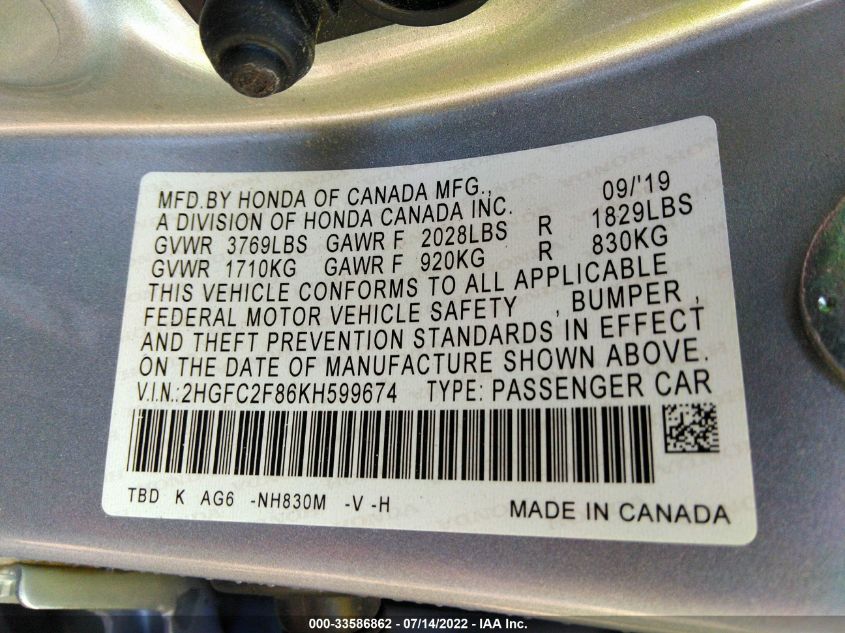 MFD.BY HONDA OF CANADA MFG., 09/'19
A DIVISION OF HONDA CANADA INC.
GVWR 3769LBS GAWR F 2028LBS R 1829LBS
GVWR 1710KG GAWR F 920KG R 830KG
THIS VEHICLE CONFORMS TO ALL APPLICABLE
FEDERAL MOTOR VEHICLE SAFETY , BUMPER ,
AND THEFT PREVENTION STANDARDS IN EFFECT
ON THE DATE OF MANUFACTURE SHOWN ABOVE.
V.I.N.: 2HGFC2F86KH599674 TYPE: PASSENGER CAR
TBD K AG6 -NH830M -V -H
MADE IN CANADA
000-33586862 - 07/14/2022 - IAA Inc.